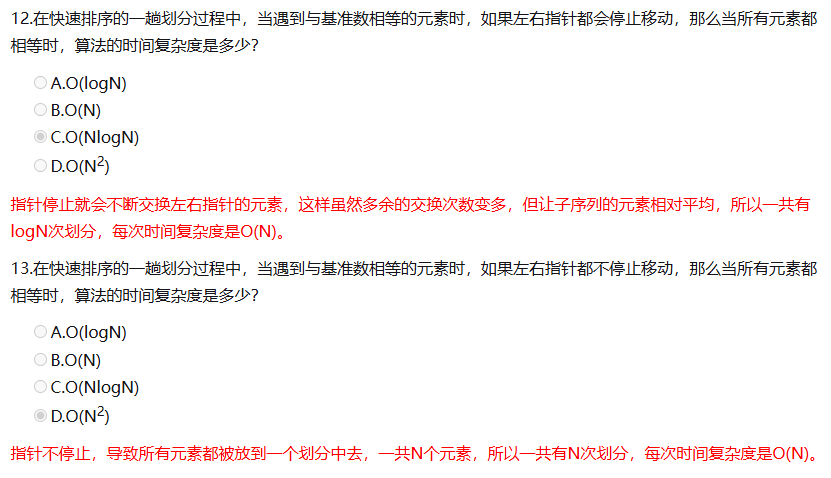 12.在快速排序的一趟划分过程中，当遇到与基准数相等的元素时，如果左右指针都会停止移动，那么当所有元素都
相等时，算法的时间复杂度是多少？
A.O(logN)
B.O(N)
C.O(NlogN)
D.O(N²)
指针停止就会不断交换左右指针的元素，这样虽然多余的交换次数变多，但让子序列的元素相对平均，所以一共有
logN次划分，每次时间复杂度是O(N)。
13.在快速排序的一趟划分过程中，当遇到与基准数相等的元素时，如果左右指针都不停止移动，那么当所有元素都
相等时，算法的时间复杂度是多少？
A.O(logN)
B.O(N)
C.O(NlogN)
D.O(N²)
指针不停止，导致所有元素都被放到一个划分中去，一共N个元素，所以一共有N次划分，每次时间复杂度是O(N)。